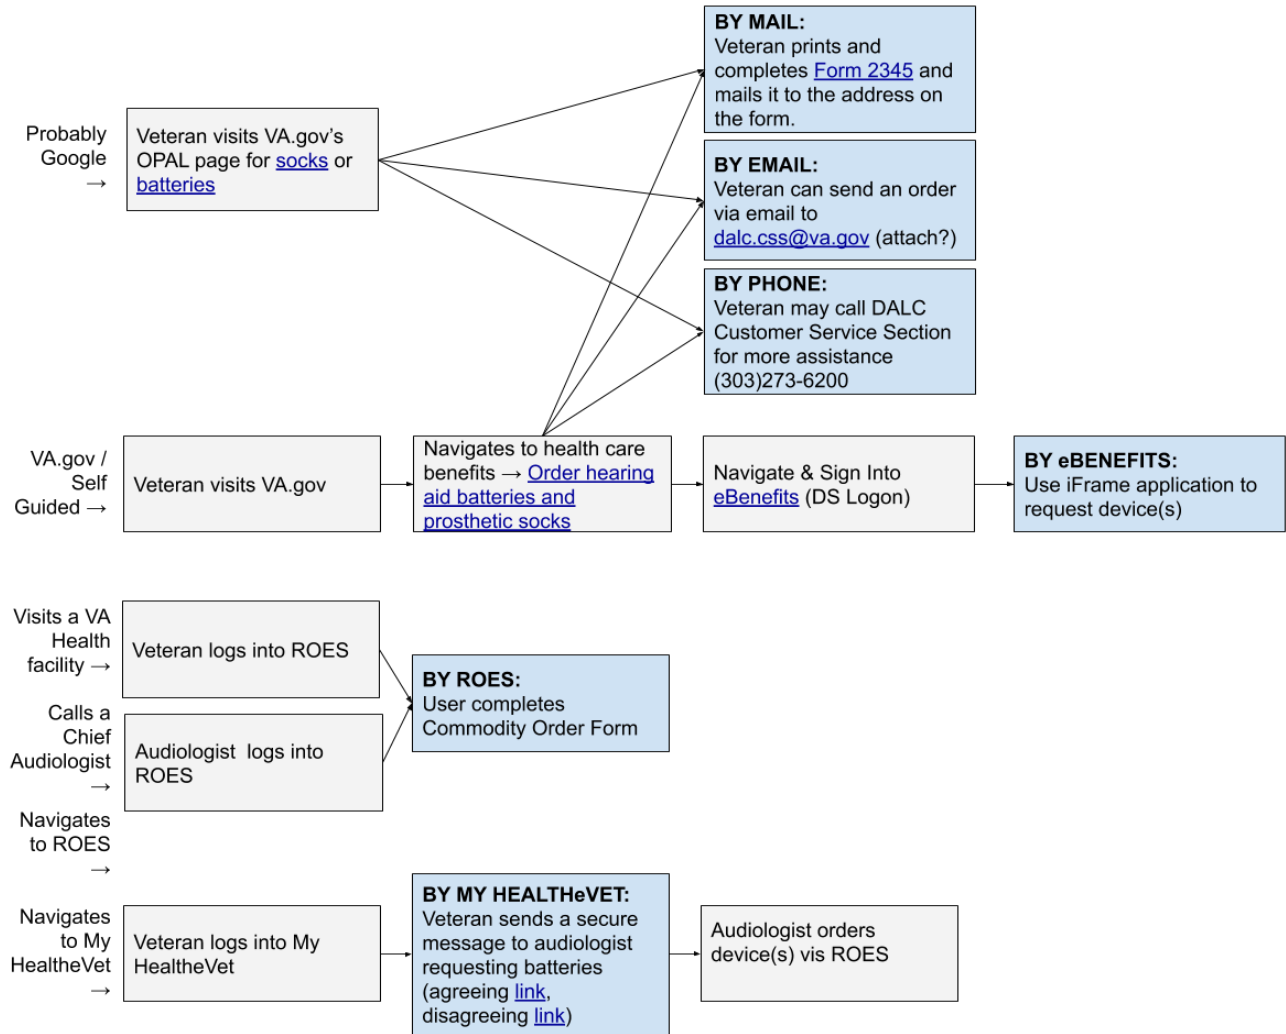 Probably
Google
→
Veteran visits VA.gov’s
OPAL page for socks or
batteries
BY MAIL:
Veteran prints and
completes Form 2345 and
mails it to the address on
the form.
BY EMAIL:
Veteran can send an order
via email to
dalc.css@va.gov (attach?)
BY PHONE:
Veteran may call DALC
Customer Service Section
for more assistance
(303)273-6200
VA.gov /
Self
Guided →
Veteran visits VA.gov
Navigates to health care
benefits → Order hearing
aid batteries and
prosthetic socks
Navigate & Sign Into
eBenefits (DS Logon)
BY eBENEFITS:
Use iFrame application to
request device(s)
Visits a VA
Health
facility →
Veteran logs into ROES
Calls a
Chief
Audiologist
→
Audiologist  logs into
ROES
BY ROES:
User completes
Commodity Order Form
Navigates
to ROES
→
Navigates
to My
HealtheVet
→
Veteran logs into My
HealtheVet
BY MY HEALTHeVET:
Veteran sends a secure
message to audiologist
requesting batteries
(agreeing link,
disagreeing link)
Audiologist orders
device(s) vis ROES